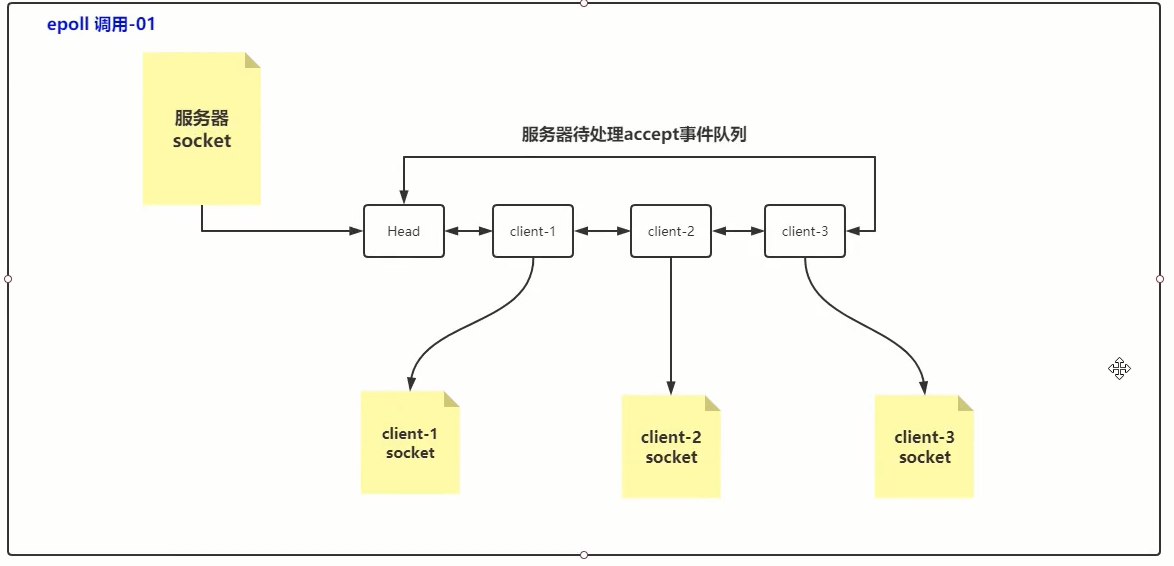 epoll 调用-01
服务器
socket
服务器待处理accept事件队列
Head
client-1
client-2
client-3
client-1
socket
client-2
socket
client-3
socket